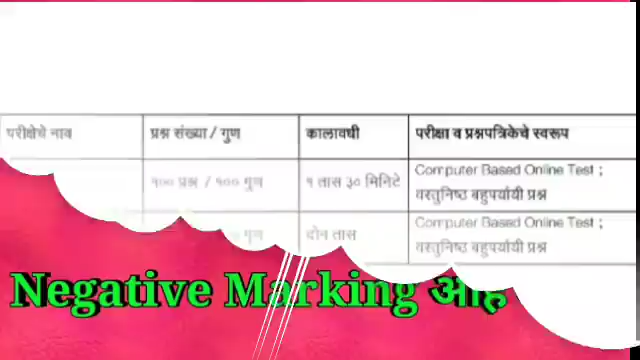 परीक्षेचे नाव प्रश्न संख्या / गुण कालावधी परीक्षा व प्रश्नपत्रिकेचे स्वरूप
१०० प्रश्न / १०० गुण १ तास ३० मिनिटे Computer Based Online Test ;
वस्तुनिष्ठ बहुपर्यायी प्रश्न
गुण दोन तास Computer Based Online Test ;
वस्तुनिष्ठ बहुपर्यायी प्रश्न
Negative Marking आहे